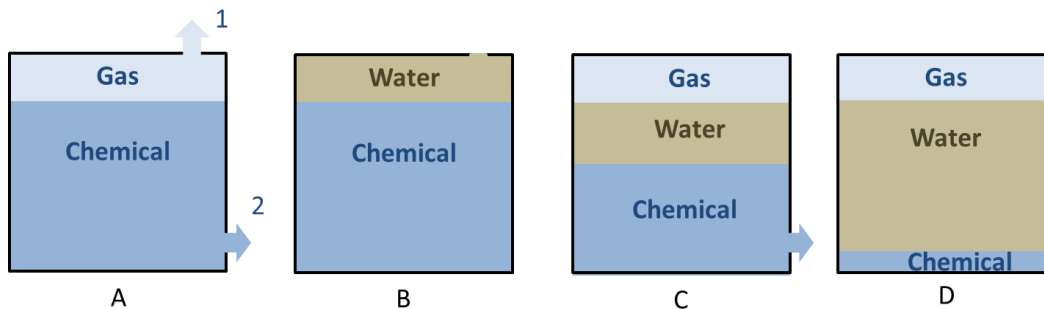 1
Gas
Chemical
2
A
Water
Chemical
B
Gas
Water
Chemical
C
Gas
Water
Chemical
D